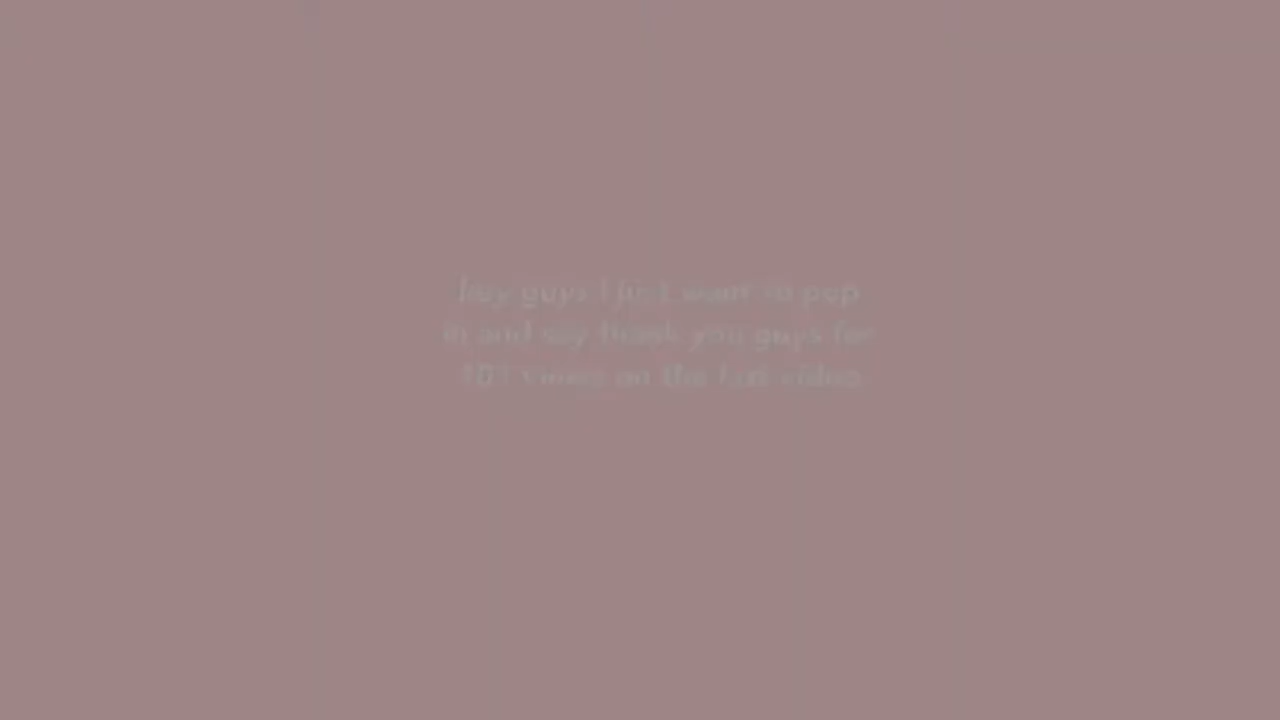 hey guys I just want to pop
in and say thank you guys for
101 views on the last video